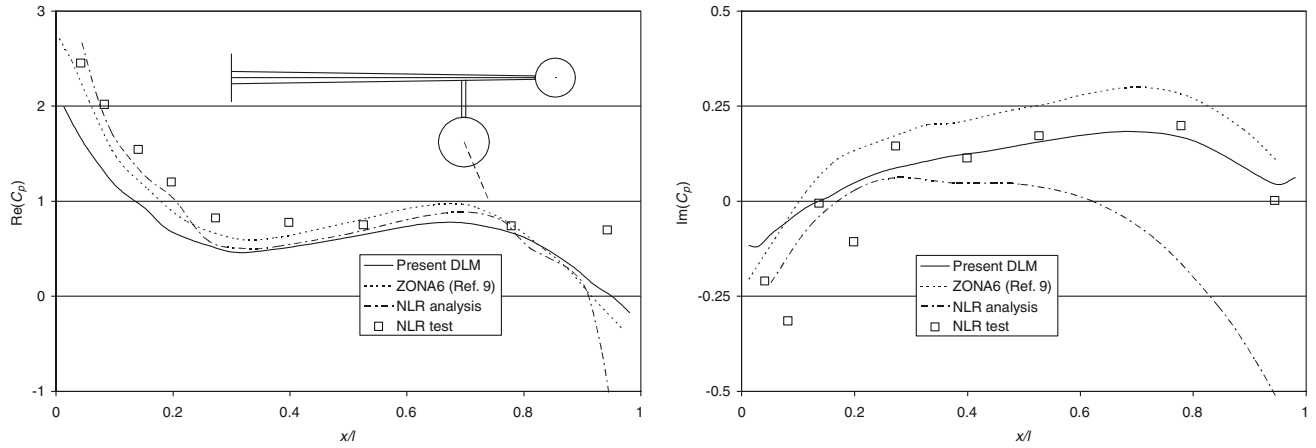 3
2
1
0
-1
Re(Cp)
0
0.2
0.4
0.6
0.8
1
x/l
Present DLM
ZONA6 (Ref. 9)
NLR analysis
NLR test
0.5
0.25
0
-0.25
-0.5
Im(Cp)
0
0.2
0.4
0.6
0.8
1
x/l
Present DLM
ZONA6 (Ref. 9)
NLR analysis
NLR test